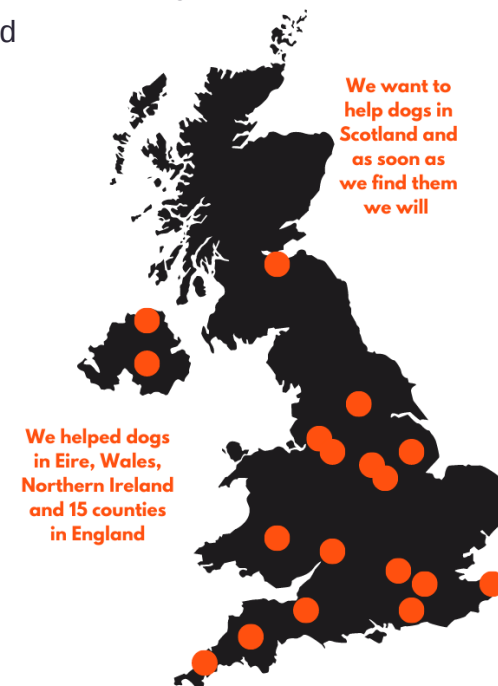 d
We want to
help dogs in
Scotland and
as soon as
we find them
we will
We helped dogs
in Eire, Wales,
Northern Ireland
and 15 counties
in England